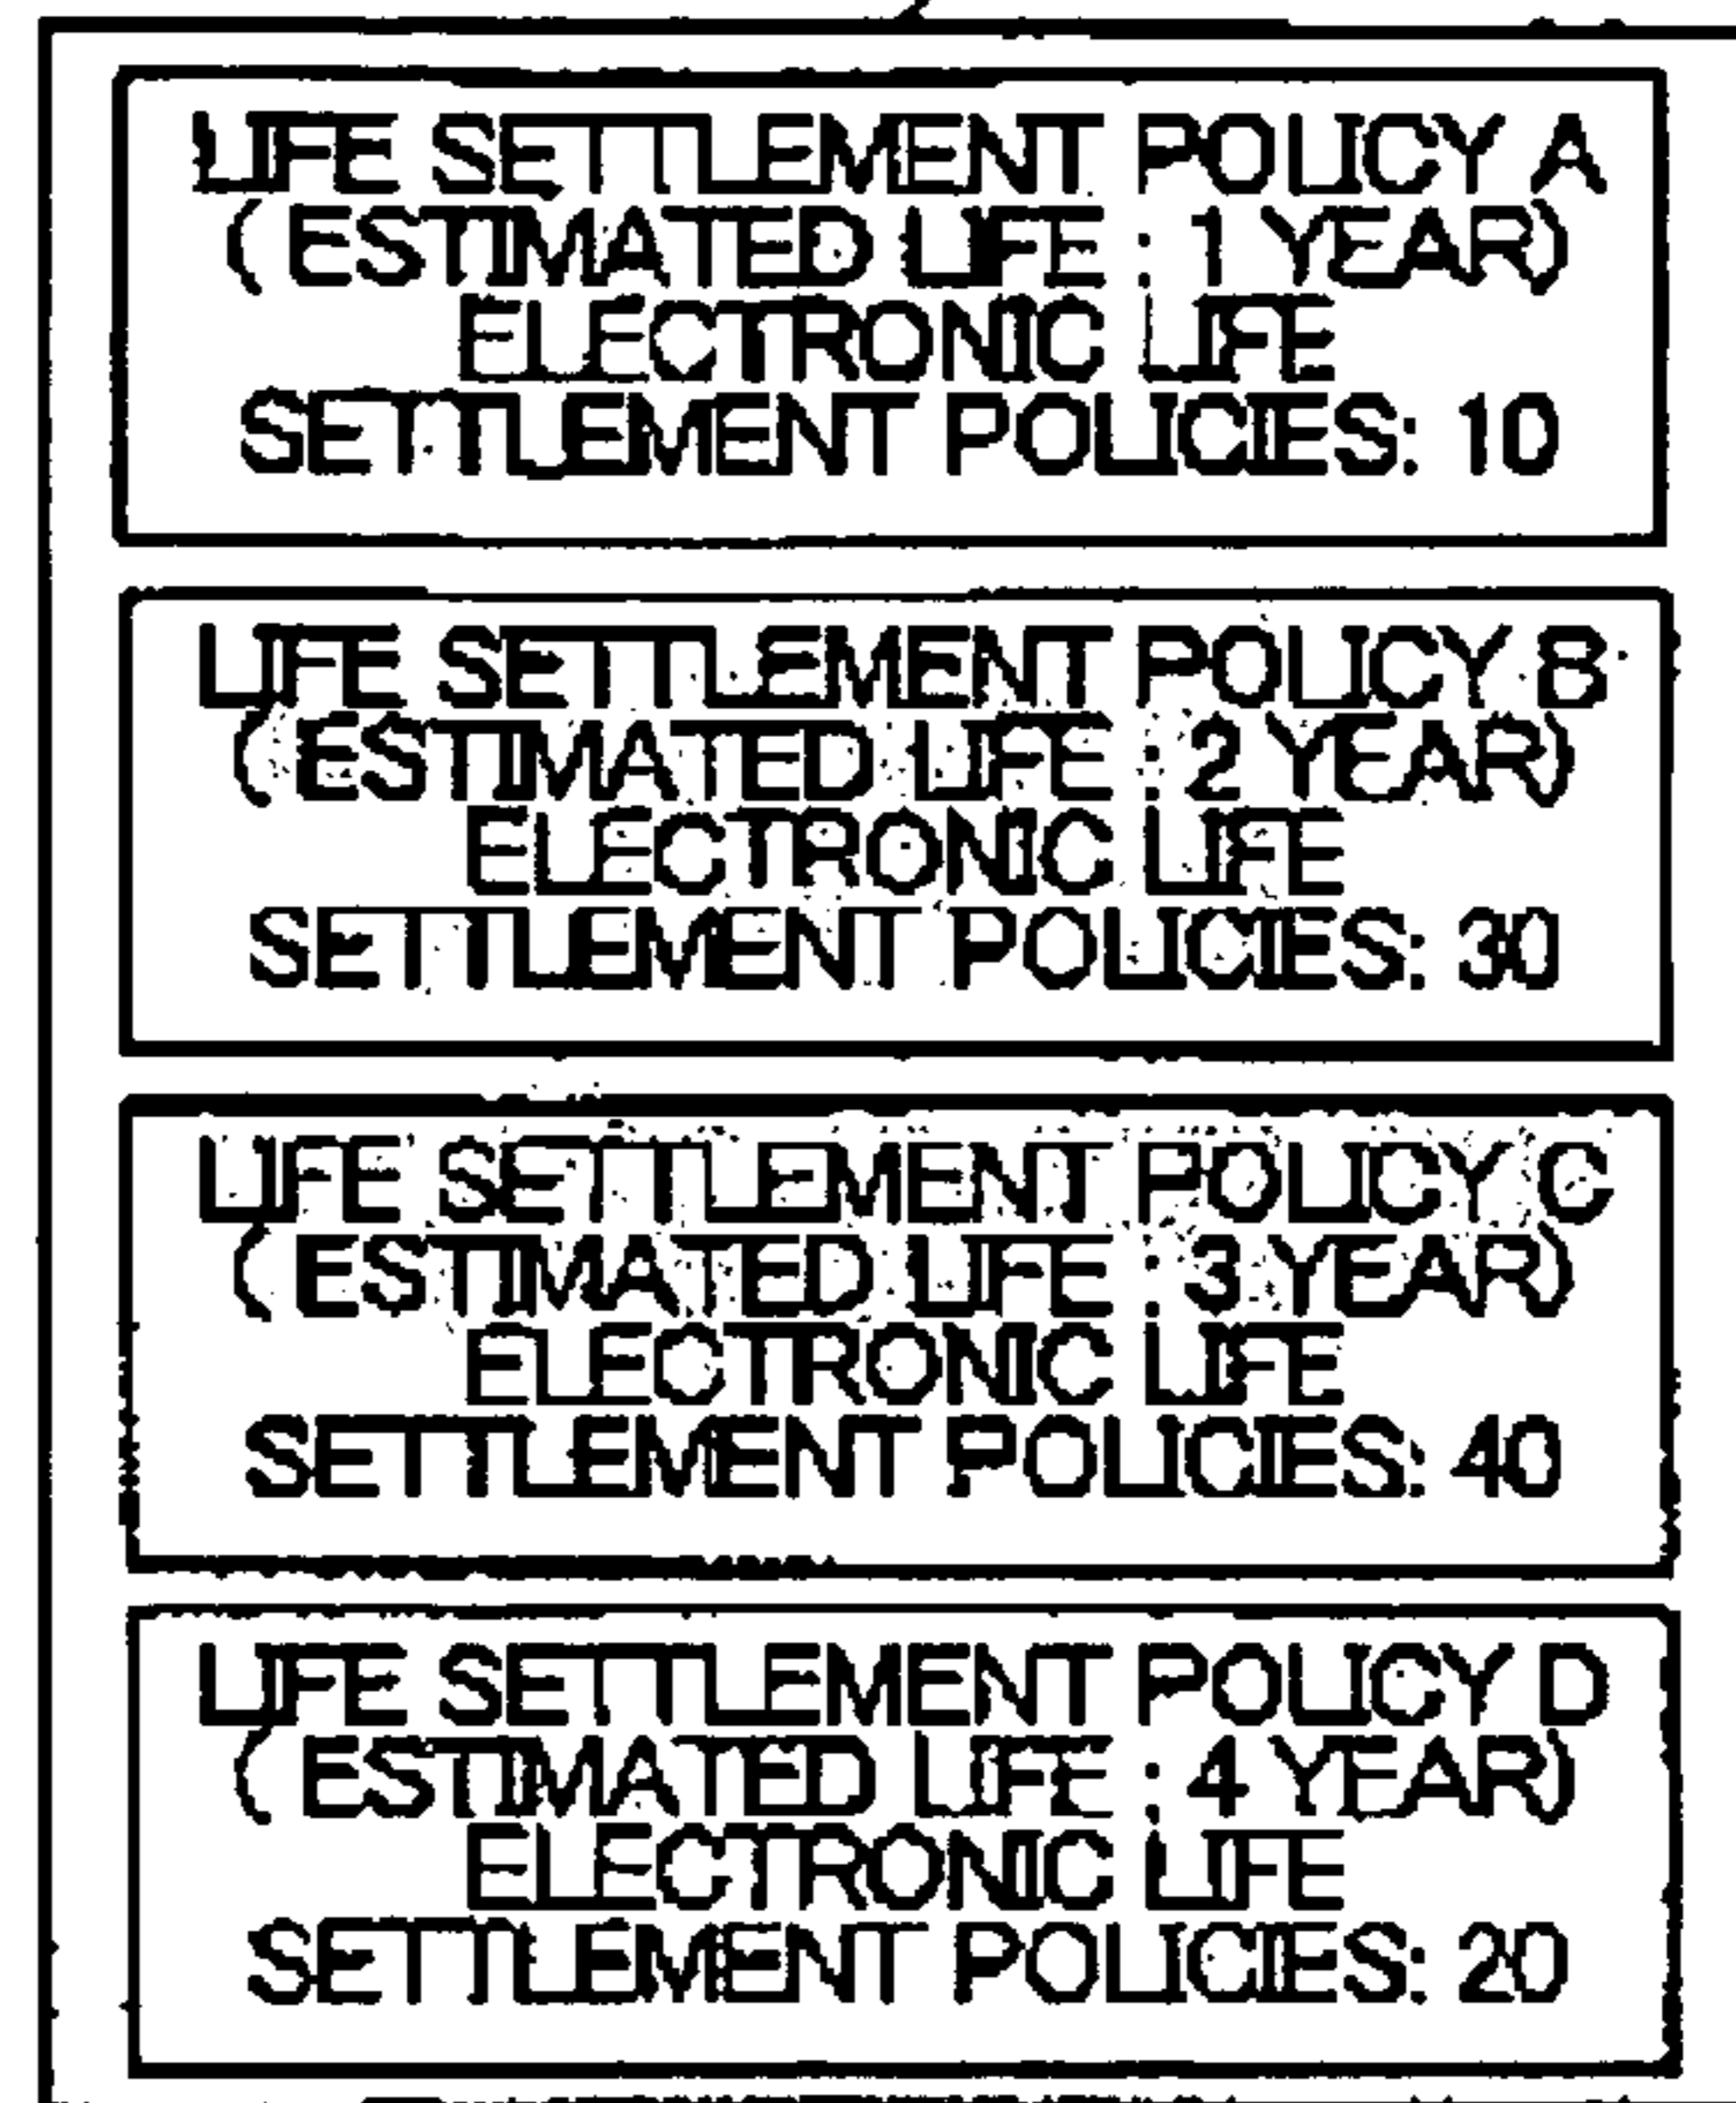 LIFE SETTLEMENT POLICY A
(ESTIMATED LIFE : 1 YEAR)
ELECTRONIC LIFE
SETTLEMENT POLICIES: 10
LIFE SETTLEMENT POLICY B
(ESTIMATED LIFE : 2 YEAR)
ELECTRONIC LIFE
SETTLEMENT POLICIES: 30
LIFE SETTLEMENT POLICY C
(ESTIMATED LIFE : 3 YEAR)
ELECTRONIC LIFE
SETTLEMENT POLICIES: 40
LIFE SETTLEMENT POLICY D
(ESTIMATED LIFE : 4 YEAR)
ELECTRONIC LIFE
SETTLEMENT POLICIES: 20